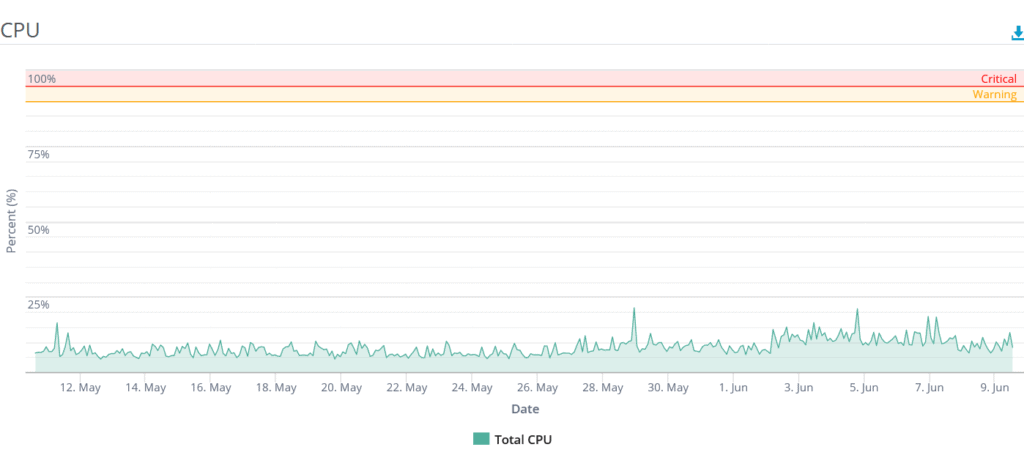 CPU
100%
Critical
Warning
75%
50%
25%
Percent (%)
12. May 14. May 16. May 18. May 20. May 22. May 24. May 26. May 28. May 30. May 1. Jun 3. Jun 5. Jun 7. Jun 9. Jun
Date
Total CPU